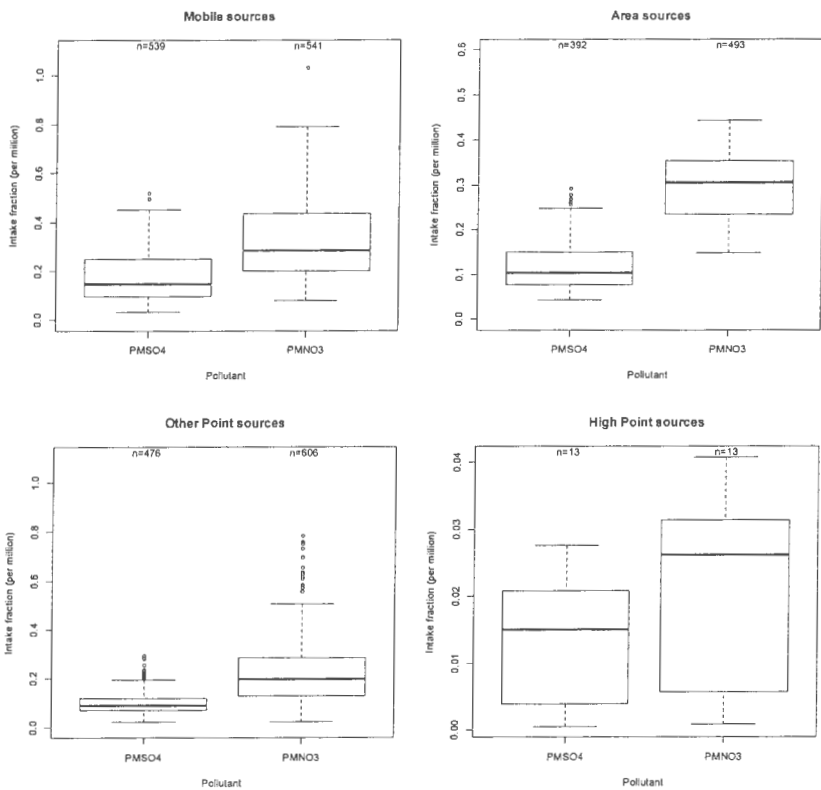 Mobile sources
n=539 n=541
Intake fraction (per million)
1.0
0.8
0.6
0.4
0.2
0.0
PMSO4 PMNO3
Pollutant
Area sources
n=392 n=493
Intake fraction (per million)
0.6
0.5
0.4
0.3
0.2
0.1
0.0
PMSO4 PMNO3
Pollutant
Other Point sources
n=476 n=606
Intake fraction (per million)
1.0
0.8
0.6
0.4
0.2
0.0
PMSO4 PMNO3
Pollutant
High Point sources
n=13 n=13
Intake fraction (per million)
0.04
0.03
0.02
0.01
0.00
PMSO4 PMNO3
Pollutant